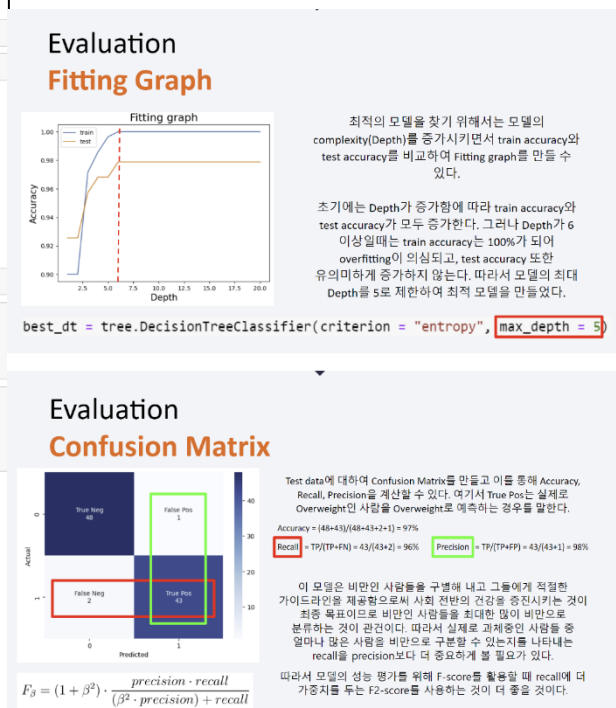 Evaluation
Fitting Graph
Fitting graph
train
test
1.00
0.98
0.96
0.94
0.92
0.90
Accuracy
2.5 5.0 7.5 10.0 12.5 15.0 17.5 20.0
Depth
최적의 모델을 찾기 위해서는 모델의
complexity(Depth)를 증가시키면서 train accuracy와
test accuracy를 비교하여 Fitting graph를 만들 수
있다.
초기에는 Depth가 증가함에 따라 train accuracy와
test accuracy가 모두 증가한다. 그러나 Depth가 6
이상일때는 train accuracy는 100%가 되어
overfitting이 의심되고, test accuracy 또한
유의미하게 증가하지 않는다. 따라서 모델의 최대
Depth를 5로 제한하여 최적 모델을 만들었다.
best_dt = tree.DecisionTreeClassifier(criterion = "entropy", max_depth = 5)
Evaluation
Confusion Matrix
True Neg
48
False Pos
1
False Neg
2
True Pos
43
Actual
0
1
0 1
Predicted
40
30
20
10
Test data에 대하여 Confusion Matrix를 만들고 이를 통해 Accuracy,
Recall, Precision을 계산할 수 있다. 여기서 True Pos는 실제로
Overweight인 사람을 Overweight로 예측하는 경우를 말한다.
Accuracy = (48+43)/(48+43+2+1) = 97%
Recall = TP/(TP+FN) = 43/(43+2) = 96% Precision = TP/(TP+FP) = 43/(43+1) = 98%
이 모델은 비만인 사람들을 구별해 내고 그들에게 적절한
가이드라인을 제공함으로써 사회 전반의 건강을 증진시키는 것이
최종 목표이므로 비만인 사람들을 최대한 많이 비만으로
분류하는 것이 관건이다. 따라서 실제로 과체중인 사람들 중
얼마나 많은 사람을 비만으로 구분할 수 있는지를 나타내는
recall을 precision보다 더 중요하게 볼 필요가 있다.
따라서 모델의 성능 평가를 위해 F-score를 활용할 때 recall에 더
가중치를 두는 F2-score를 사용하는 것이 더 좋을 것이다.
Fβ = (1 + β²) · precision · recall / (β² · precision) + recall